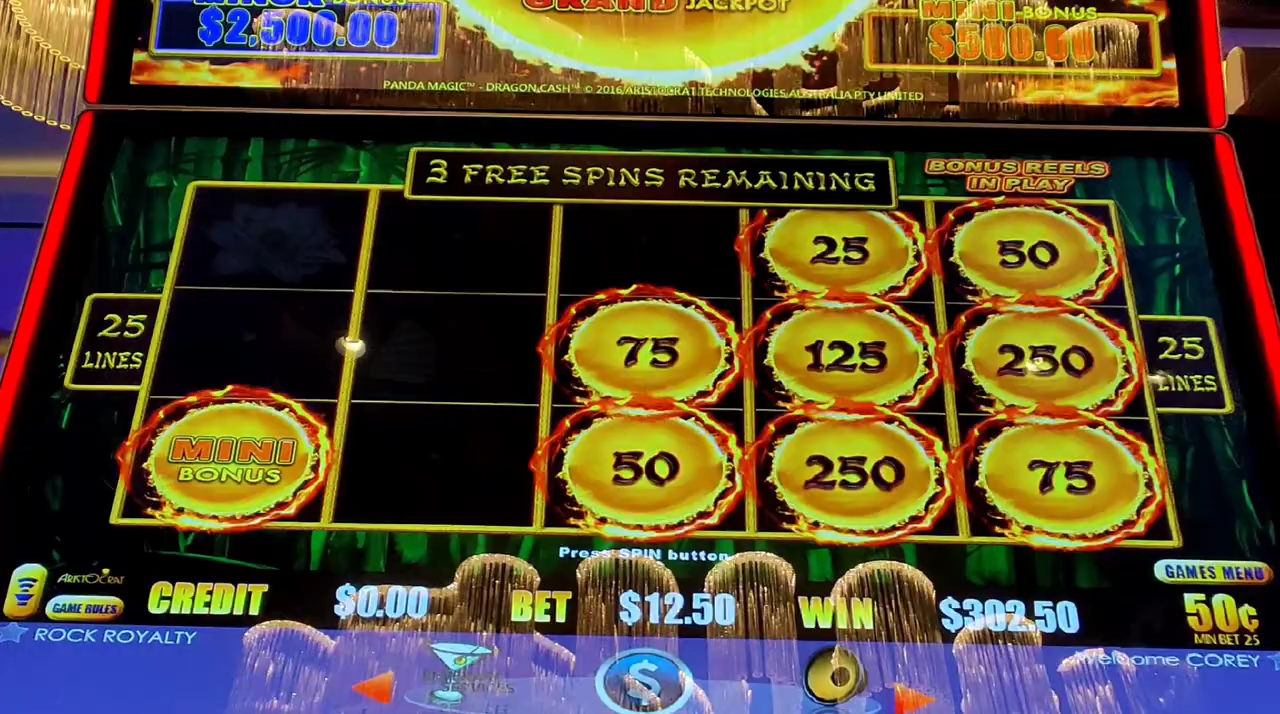 MINOR BONUS
$2,500.00
GRAND JACKPOT
MINI BONUS
$500.00
PANDA MAGIC™ - DRAGON CASH™ © 2016 ARISTOCRAT TECHNOLOGIES AUSTRALIA PTY LIMITED
3 FREE SPINS REMAINING
BONUS REELS
IN PLAY
25
LINES
25
50
75
125
250
25
LINES
MINI
BONUS
50
250
75
Press SPIN button
GAMES MENU
ARISTOCRAT
GAME RULES
CREDIT
$0.00
BET
$12.50
WIN
$302.50
50¢
MIN BET 25
ROCK ROYALTY
Welcome COREY
SERVICES
$